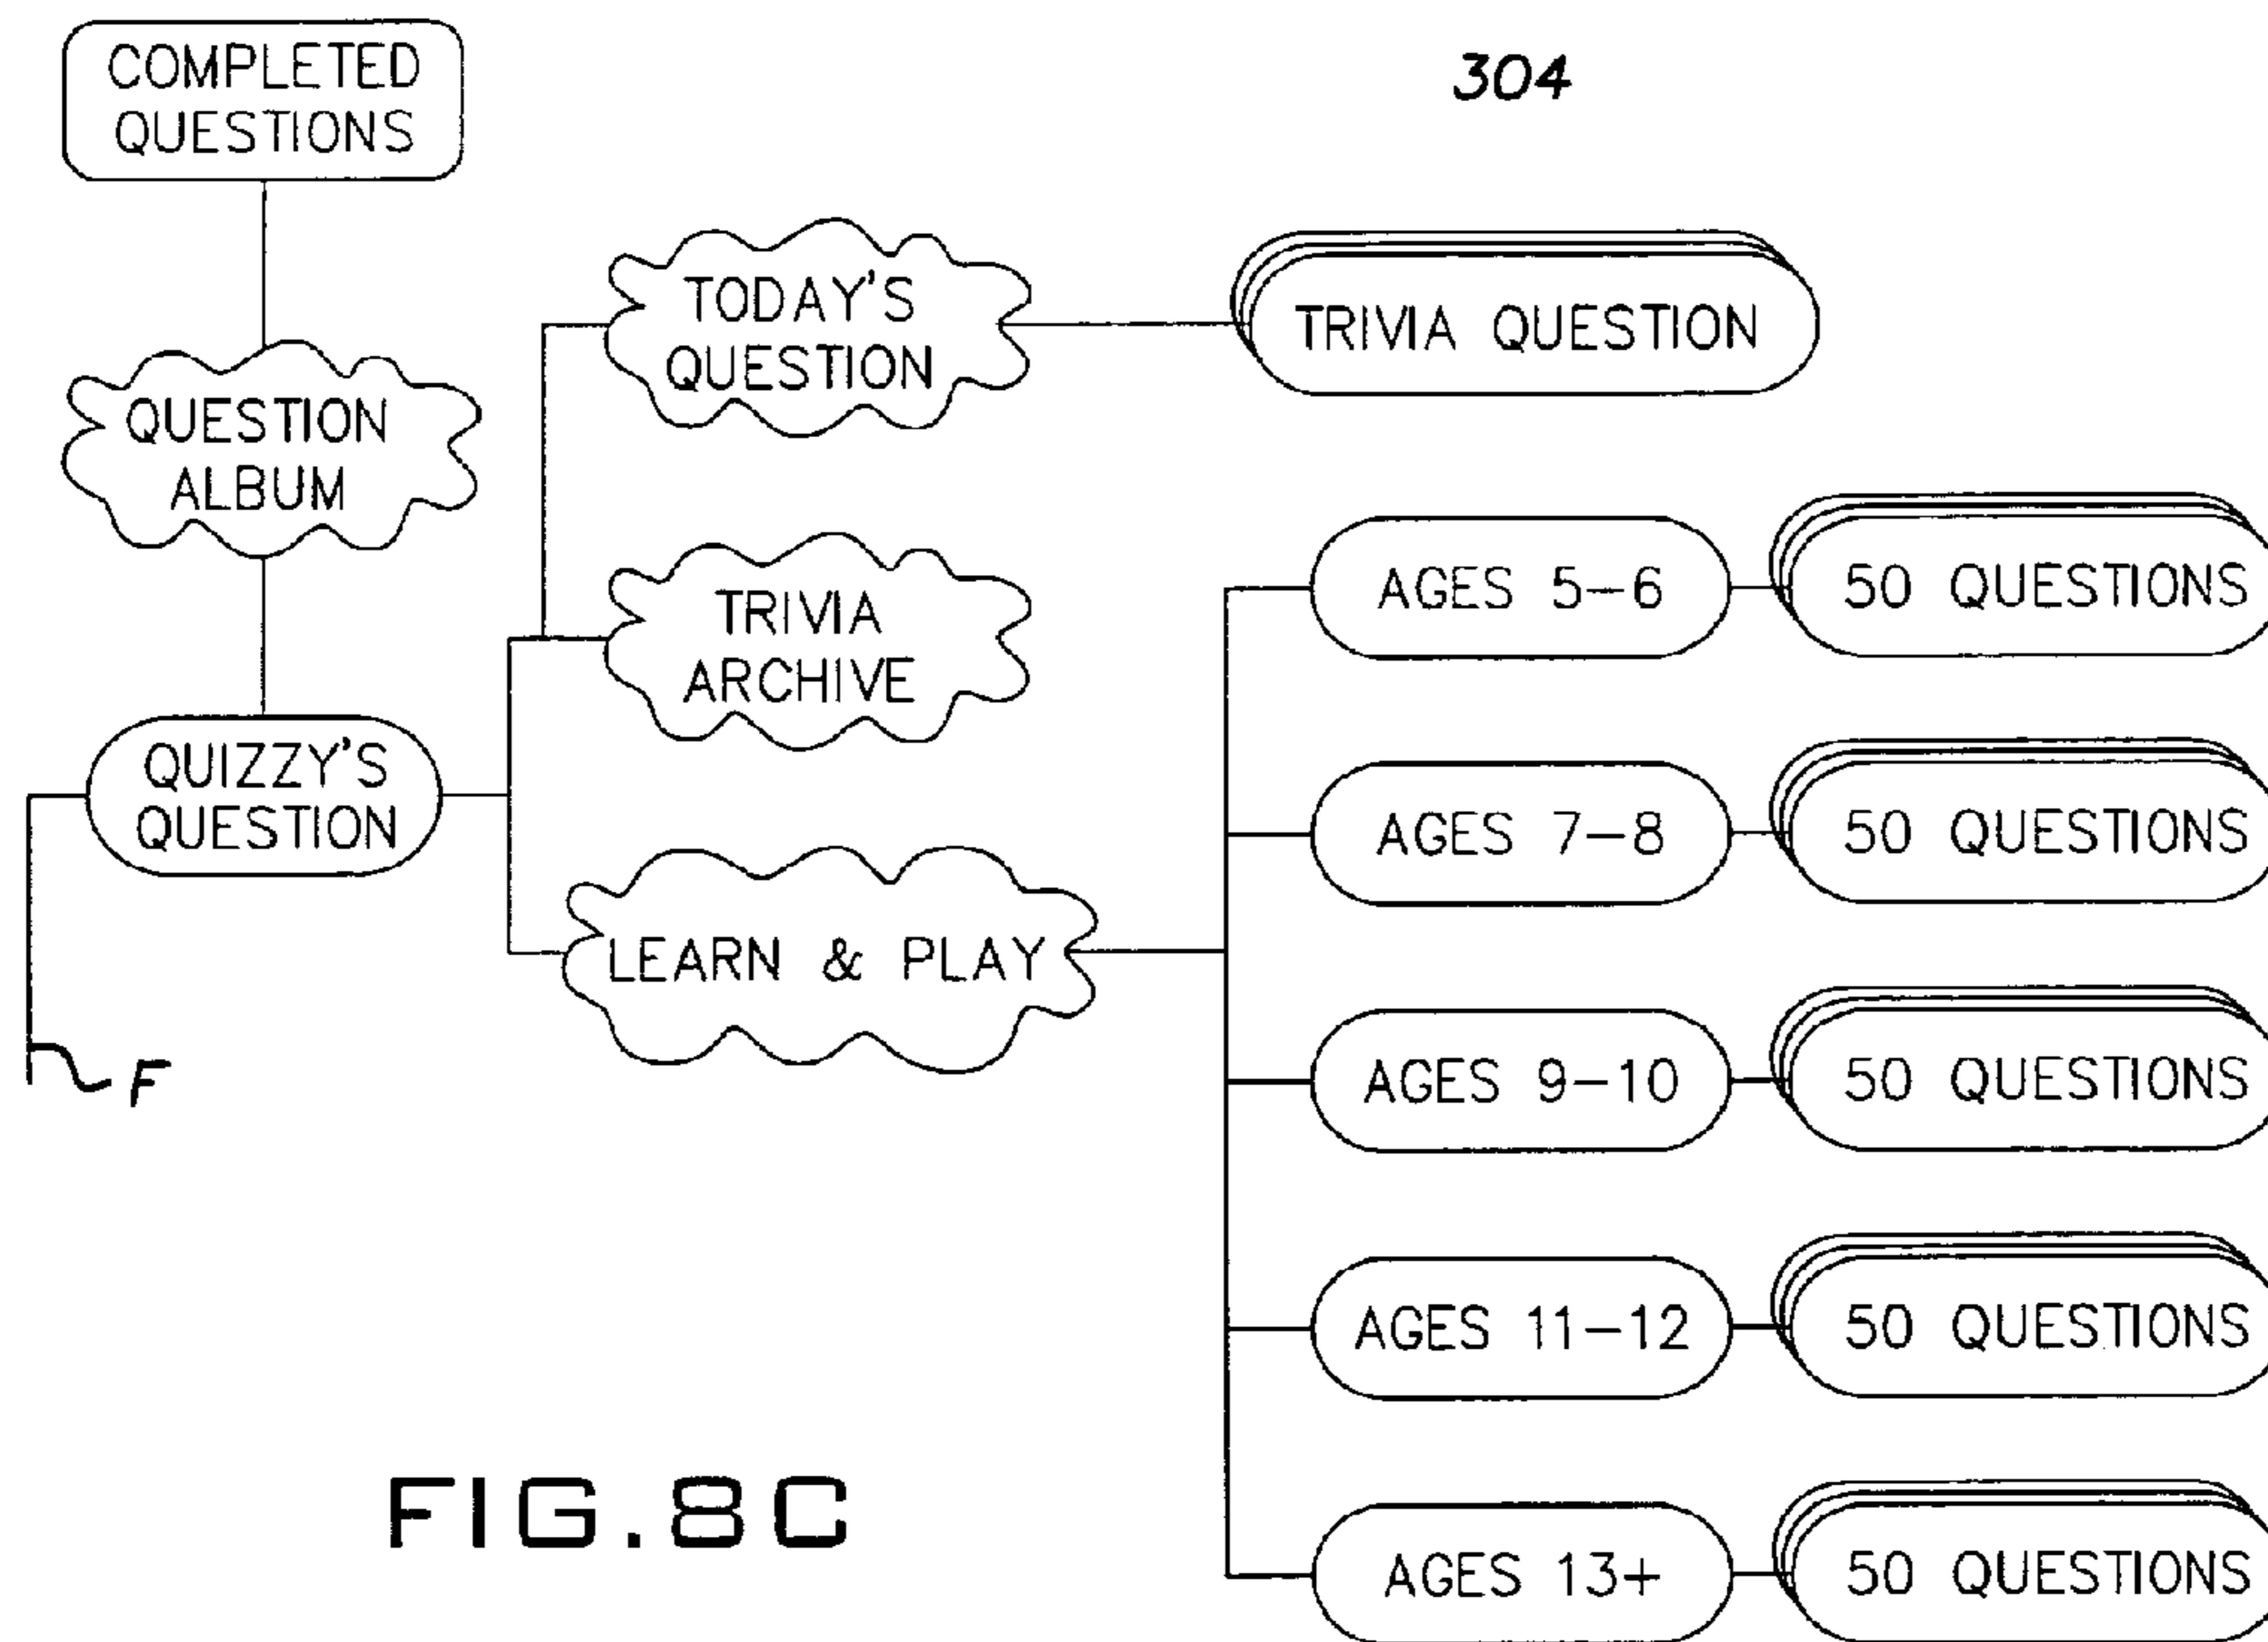 COMPLETED
QUESTIONS
304
TODAY'S
QUESTION
TRIVIA QUESTION
QUESTION
ALBUM
TRIVIA
ARCHIVE
AGES 5-6
50 QUESTIONS
QUIZZY'S
QUESTION
AGES 7-8
50 QUESTIONS
LEARN & PLAY
F
AGES 9-10
50 QUESTIONS
AGES 11-12
50 QUESTIONS
AGES 13+
50 QUESTIONS
FIG.8C